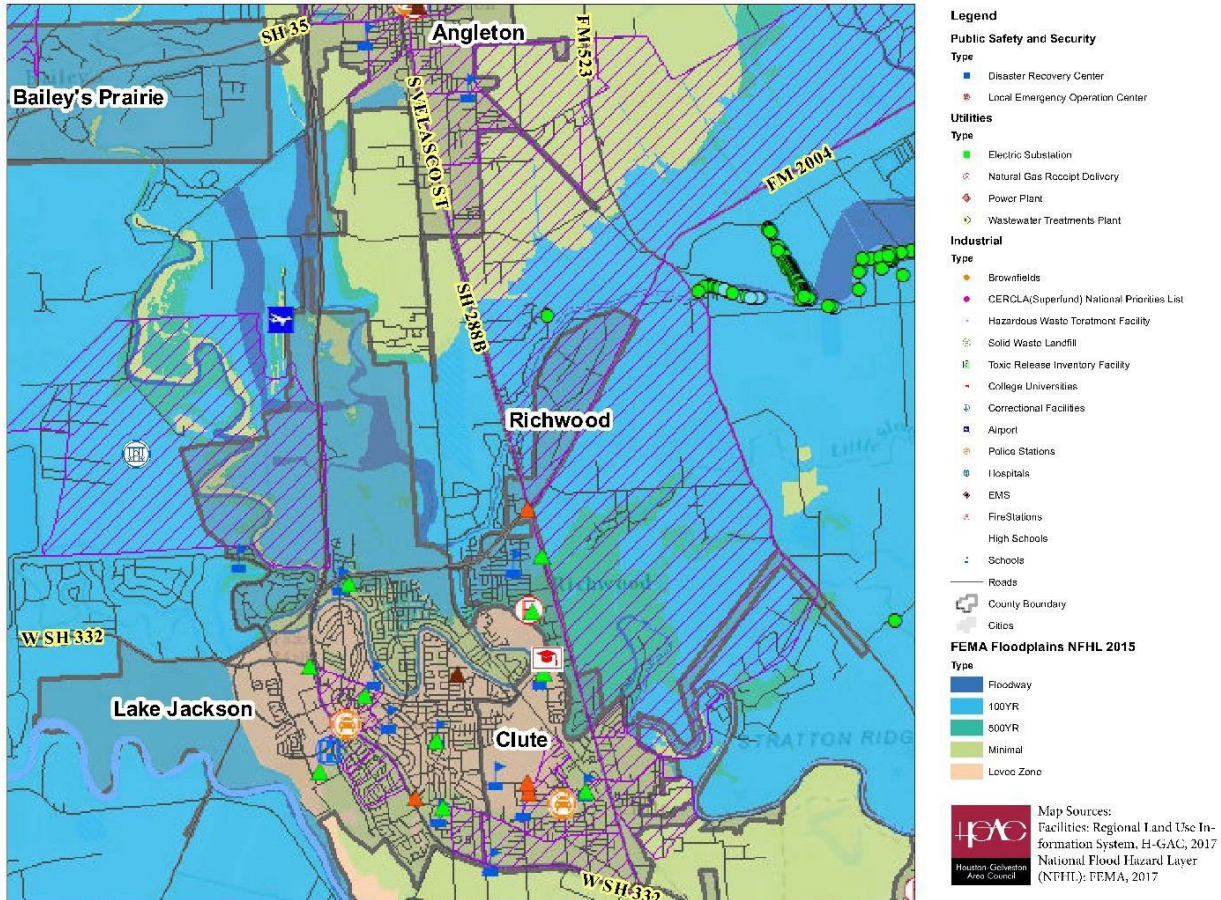 Angleton
SH 35
FM 523
Bailey's Prairie
S VELASCO ST
FM 2004
SH 288B
Richwood
Richwood
W SH 332
Lake Jackson
Clute
STRATTON RIDG
W SH 332
Legend
Public Safety and Security
Type
Disaster Recovery Center
Local Emergency Operation Center
Utilities
Type
Electric Substation
Natural Gas Receipt Delivery
Power Plant
Wastewater Treatments Plant
Industrial
Type
Brownfields
CERCLA(Superfund) National Priorities List
Hazardous Waste Teratment Facility
Solid Waste Landfill
Toxic Release Inventory Facility
College Universities
Correctional Facilities
Airport
Police Stations
Hospitals
EMS
FireStations
High Schools
Schools
Roads
County Boundary
Cities
FEMA Floodplains NFHL 2015
Type
Floodway
100YR
500YR
Minimal
Levee Zone
H-GAC
Houston-Galveston
Area Council
Map Sources:
Facilities: Regional Land Use In-
formation System, H-GAC, 2017
National Flood Hazard Layer
(NFHL): FEMA, 2017